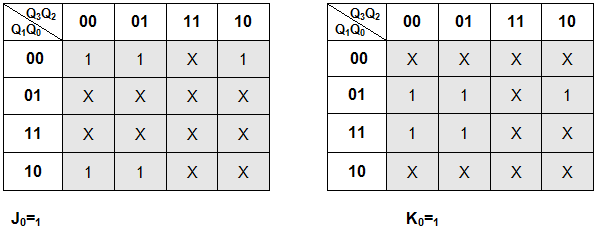 Q₃Q₂ 00 01 11 10
Q₁Q₀
00 1 1 X 1
01 X X X X
11 X X X X
10 1 1 X X
J₀=₁
Q₃Q₂ 00 01 11 10
Q₁Q₀
00 X X X X
01 1 1 X 1
11 1 1 X X
10 X X X X
K₀=₁